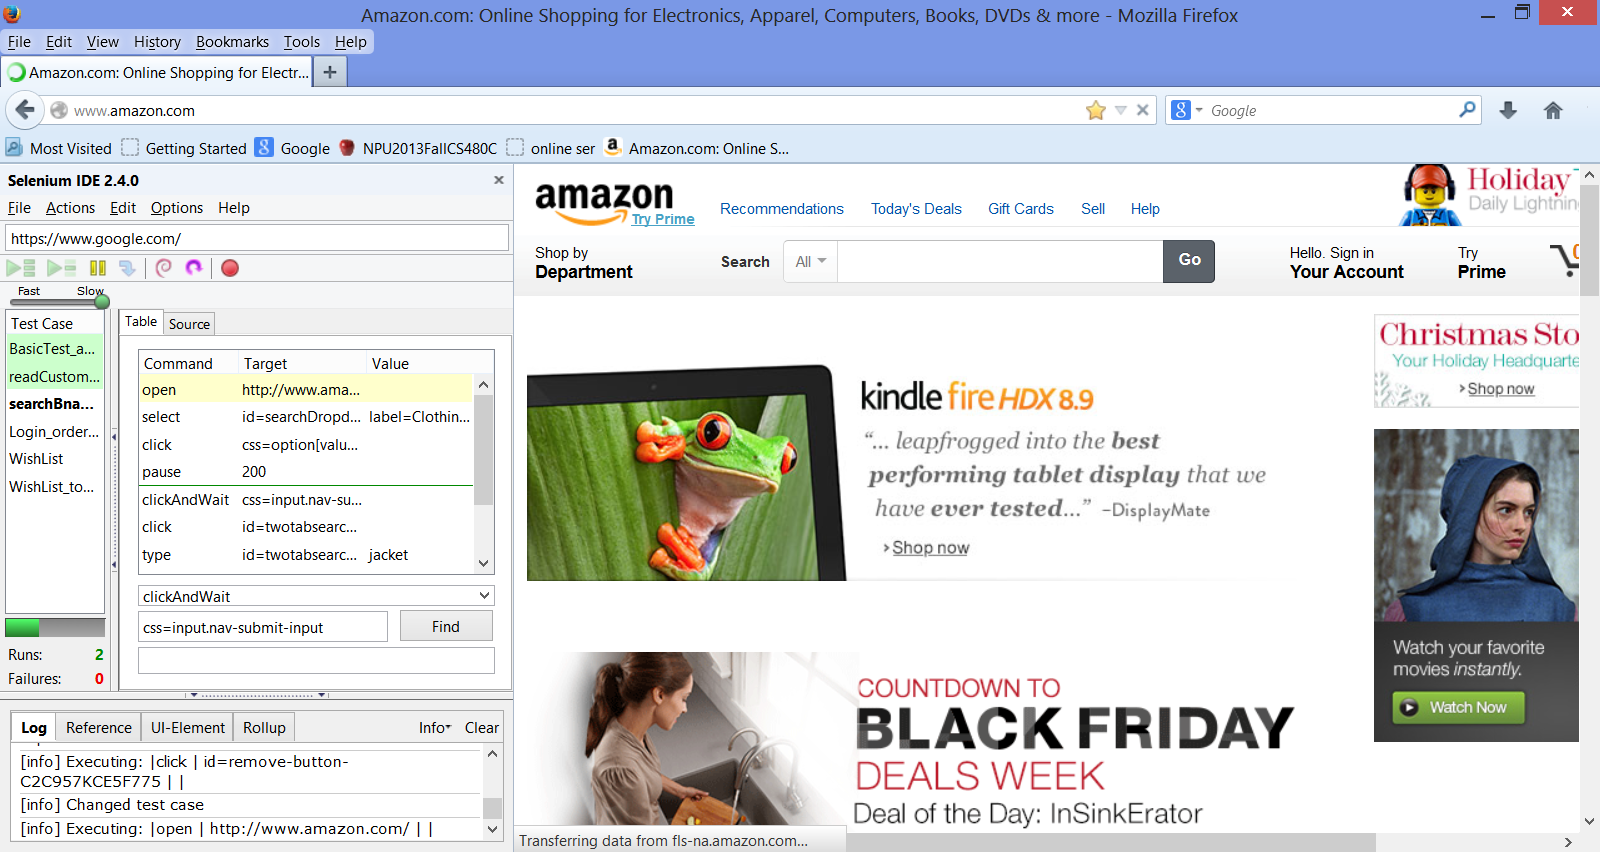 Amazon.com: Online Shopping for Electronics, Apparel, Computers, Books, DVDs & more - Mozilla Firefox
File Edit View History Bookmarks Tools Help
Amazon.com: Online Shopping for Electr... +
www.amazon.com
Google
Most Visited Getting Started Google NPU2013FallCS480C online ser Amazon.com: Online S...
Selenium IDE 2.4.0
File Actions Edit Options Help
https://www.google.com/
Fast Slow
Test Case
BasicTest_a...
readCustom...
searchBna...
Login_order...
WishList
WishList_to...
Runs: 2
Failures: 0
Table Source
Command Target Value
open http://www.ama...
select id=searchDropd... label=Clothin...
click css=option[valu...
pause 200
clickAndWait css=input.nav-su...
click id=twotabsearc...
type id=twotabsearc... jacket
clickAndWait
css=input.nav-submit-input Find
Log Reference UI-Element Rollup Info Clear
[info] Executing: |click | id=remove-button-
C2C957KCE5F775 | |
[info] Changed test case
[info] Executing: |open | http://www.amazon.com/ | |
amazon
Try Prime
Recommendations Today's Deals Gift Cards Sell Help
Holiday
Daily Lightnin
Shop by
Department
Search All Go
Hello. Sign in
Your Account
Try
Prime
0
kindle fire HDX 8.9
“... leapfrogged into the best
performing tablet display that we
have ever tested...” –DisplayMate
Shop now
Christmas Sto
Your Holiday Headquarte
Shop now
Watch your favorite
movies instantly.
Watch Now
COUNTDOWN TO
BLACK FRIDAY
DEALS WEEK
Deal of the Day: InSinkErator
Transferring data from fls-na.amazon.com...